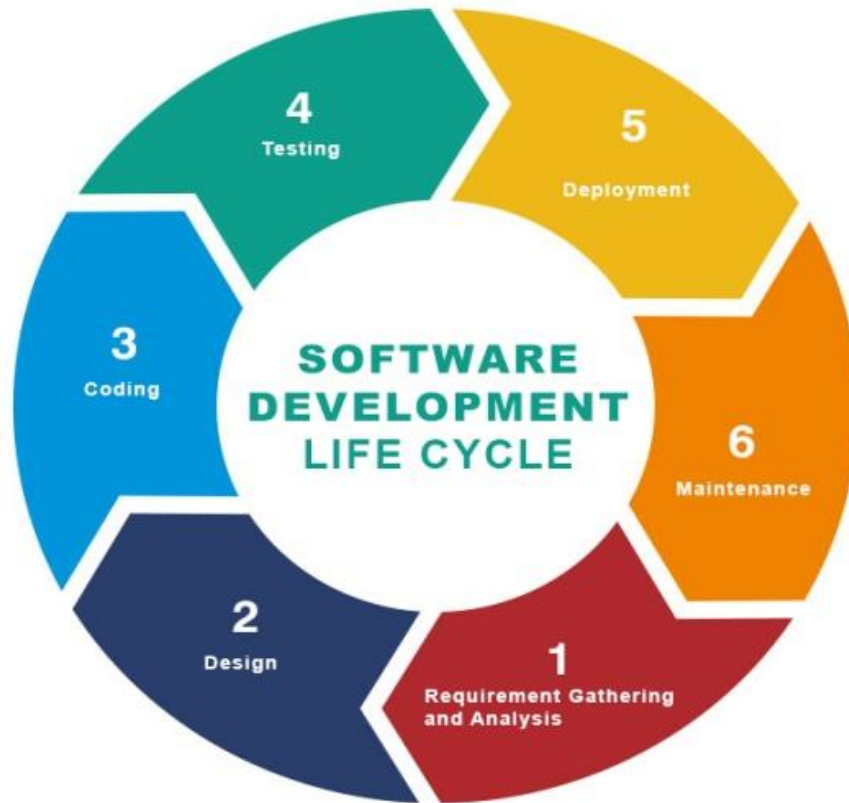 SOFTWARE
DEVELOPMENT
LIFE CYCLE
1
Requirement Gathering
and Analysis
2
Design
3
Coding
4
Testing
5
Deployment
6
Maintenance